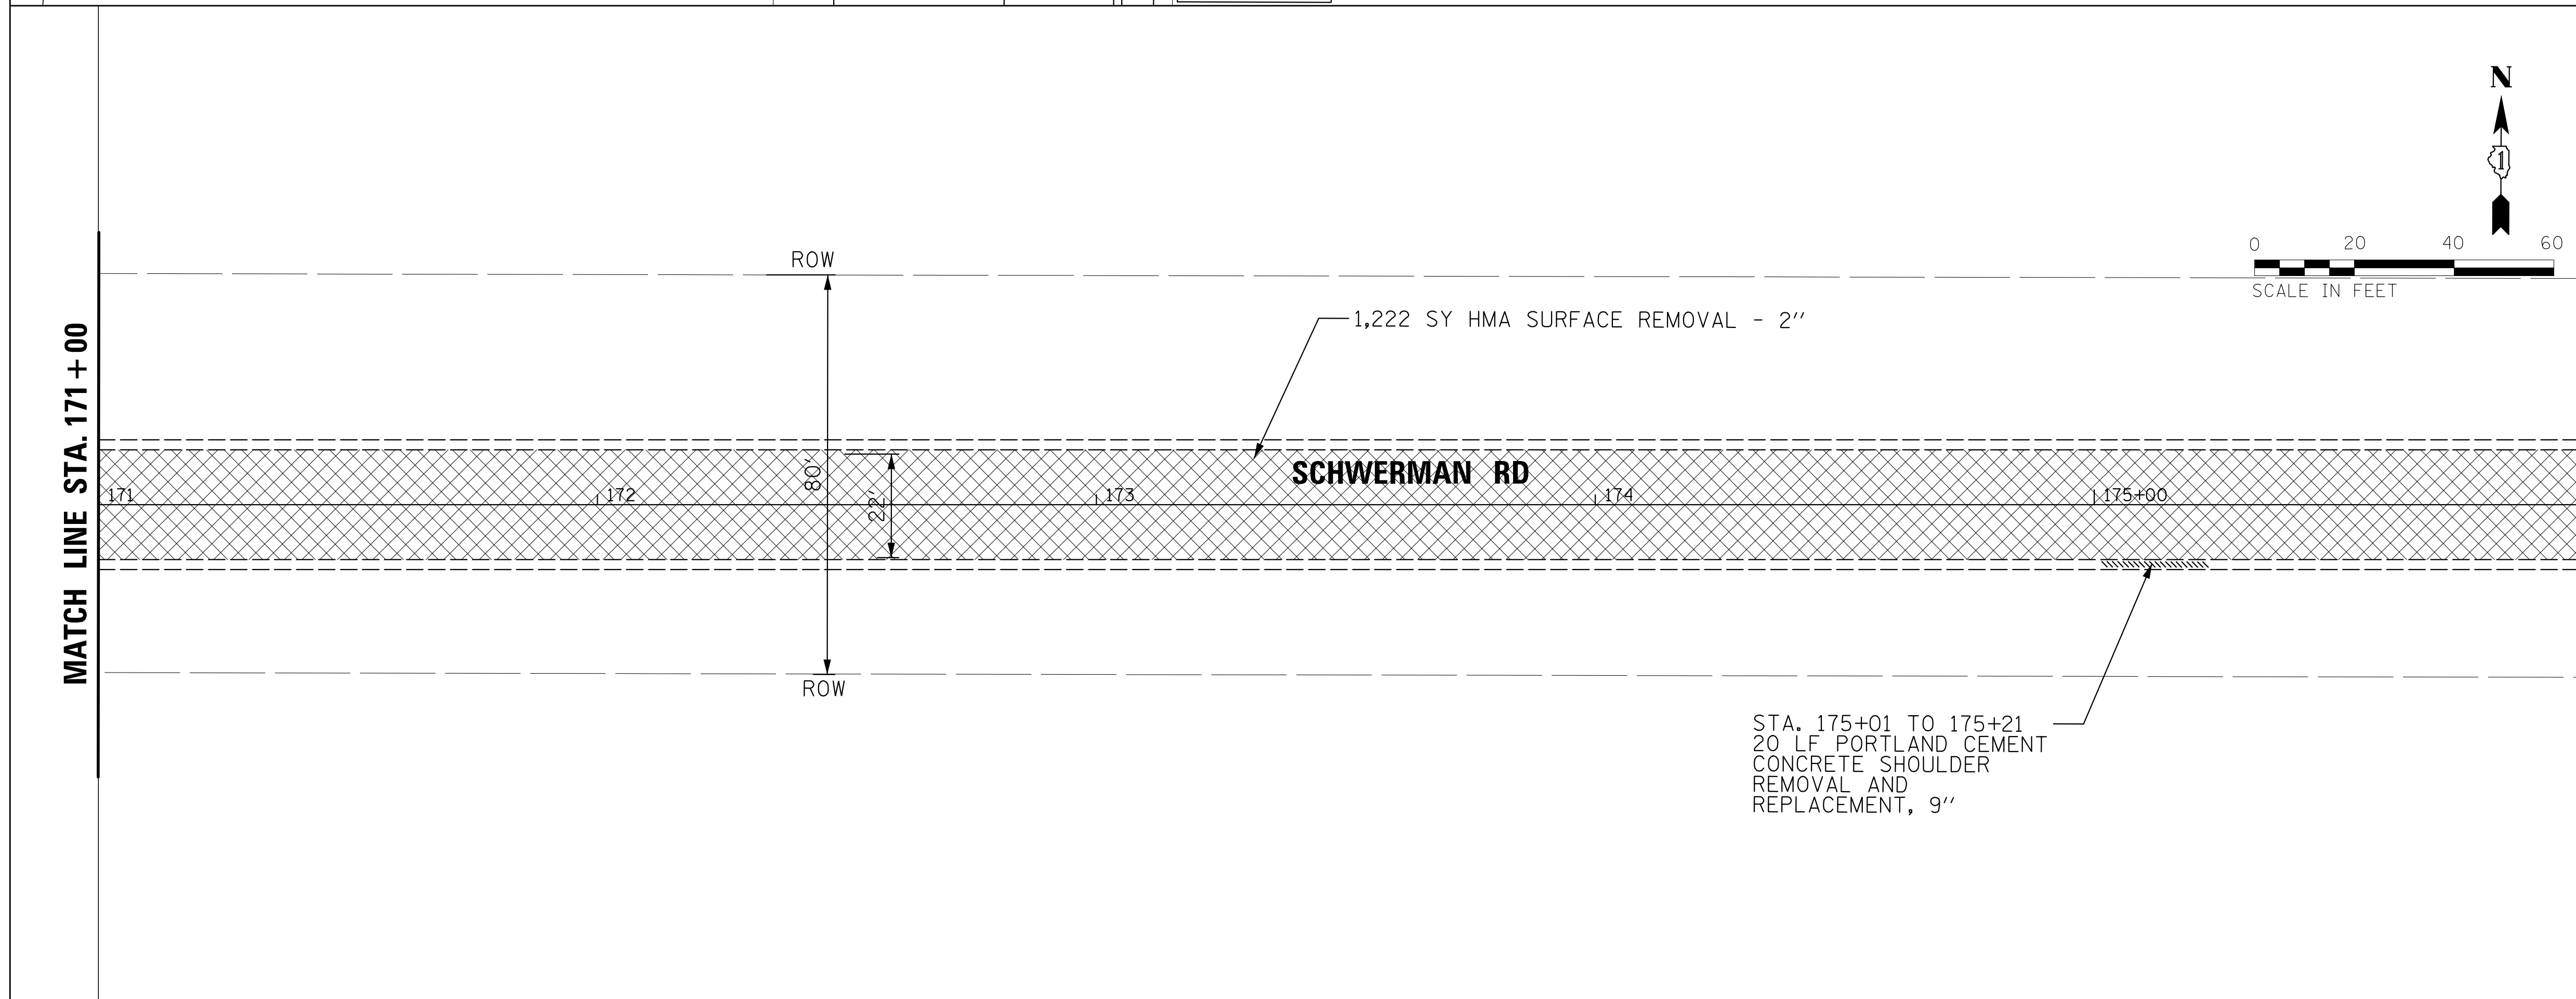 N
1
0 20 40 60
SCALE IN FEET
ROW
1,222 SY HMA SURFACE REMOVAL - 2"
MATCH LINE STA. 171+00
80'
22'
SCHWERMAN RD
171 172 173 174 175+00
ROW
STA. 175+01 TO 175+21
20 LF PORTLAND CEMENT
CONCRETE SHOULDER
REMOVAL AND
REPLACEMENT, 9"